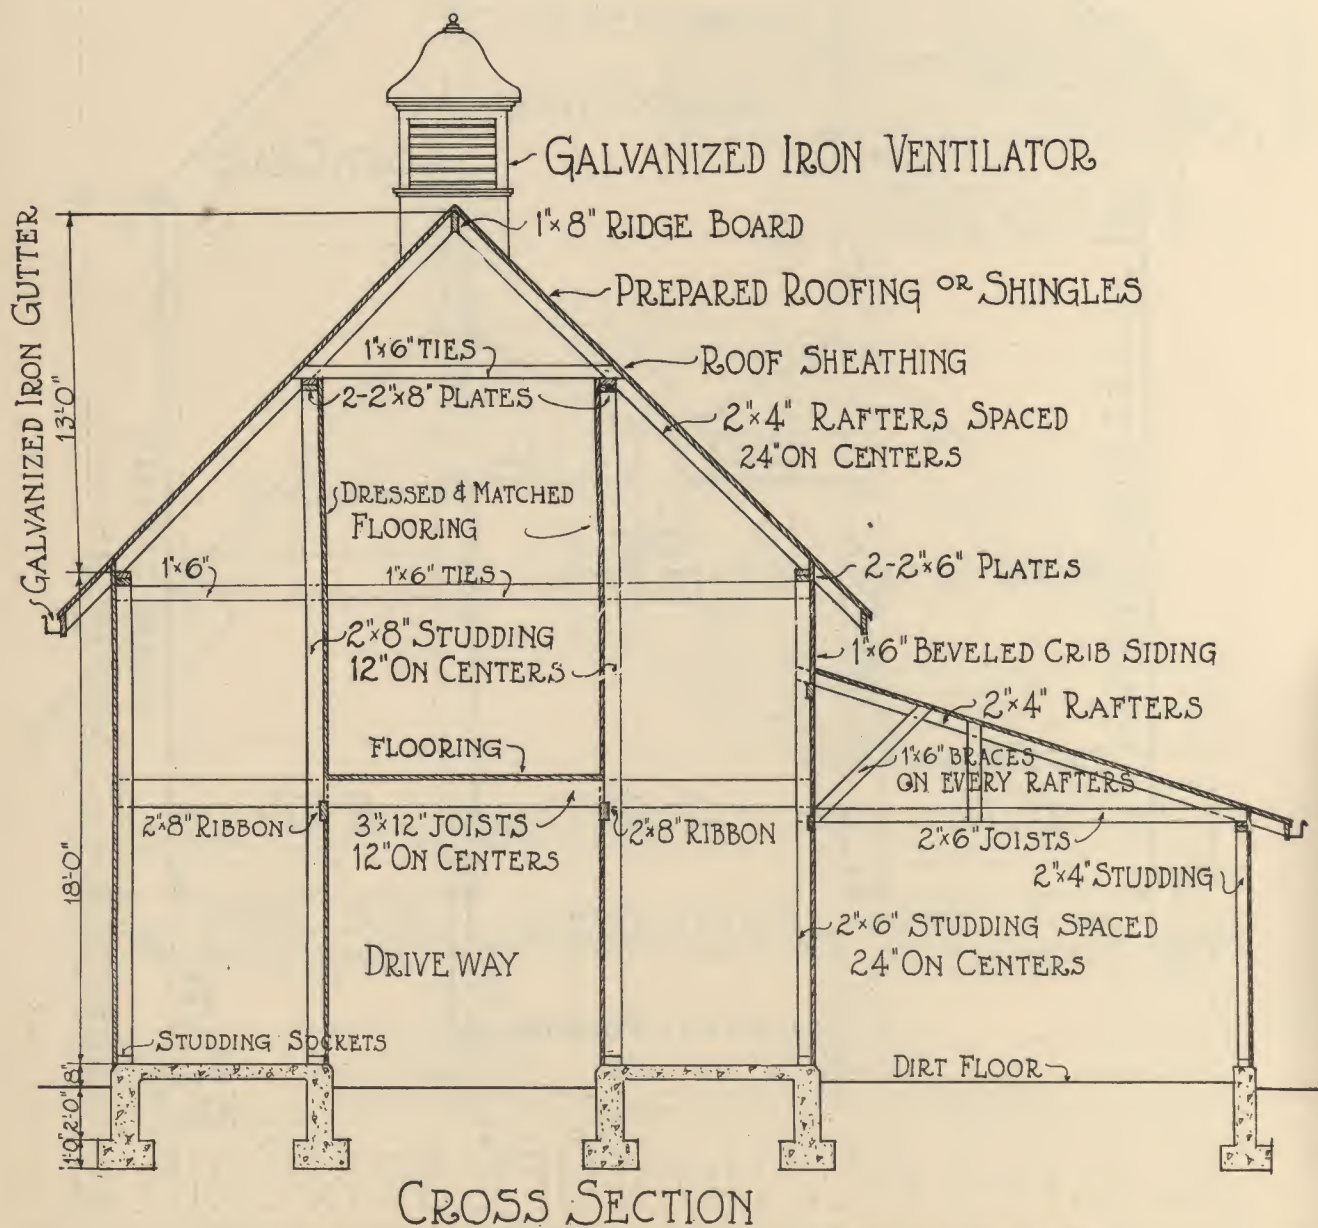 GALVANIZED IRON VENTILATOR
1"×8" RIDGE BOARD
GALVANIZED IRON GUTTER
13'-0"
PREPARED ROOFING OR SHINGLES
1"×6" TIES
ROOF SHEATHING
2-2"×8" PLATES
2"×4" RAFTERS SPACED
24" ON CENTERS
DRESSED & MATCHED
FLOORING
1"×6"
1"×6" TIES
2-2"×6" PLATES
2"×8" STUDDING
12" ON CENTERS
1"×6" BEVELED CRIB SIDING
2"×4" RAFTERS
FLOORING
1"×6" BRACES
ON EVERY RAFTERS
2"×8" RIBBON
3"×12" JOISTS
12" ON CENTERS
2"×8" RIBBON
2"×6" JOISTS
2"×4" STUDDING
18'-0"
2"×6" STUDDING SPACED
24" ON CENTERS
DRIVE WAY
STUDDING SOCKETS
DIRT FLOOR
8"
2'-0"
1'-0"
CROSS SECTION